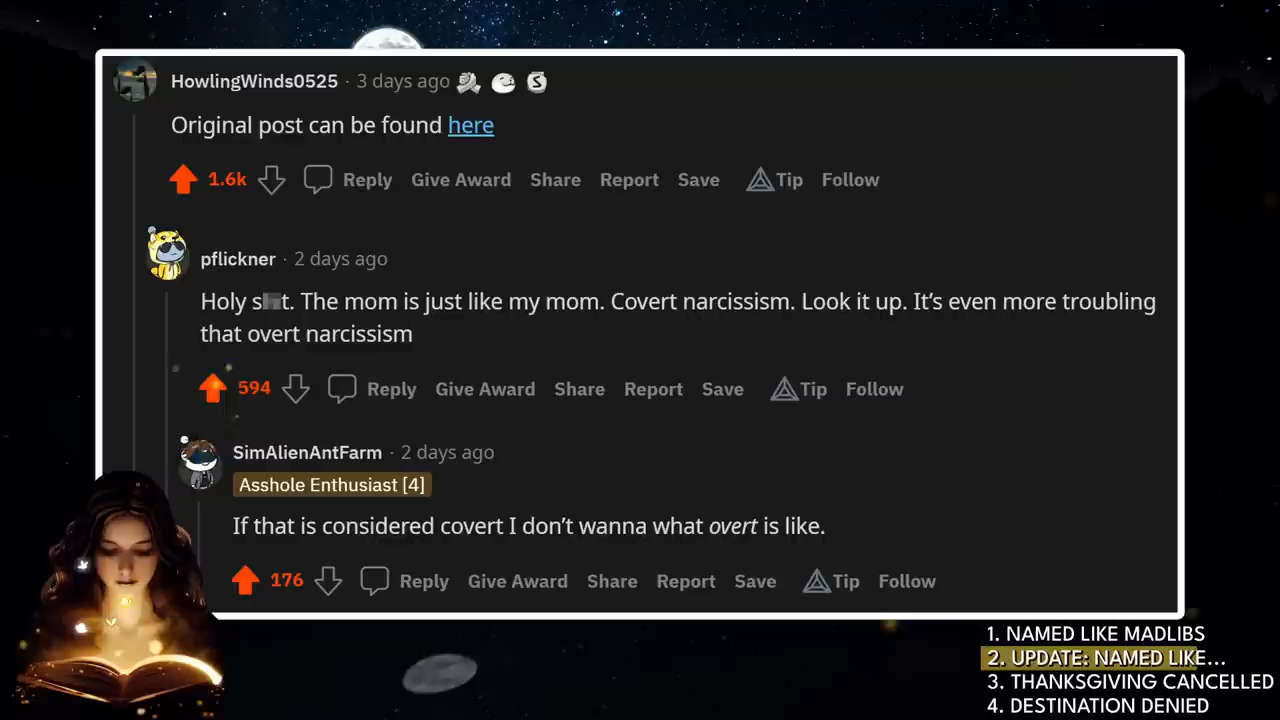 HowlingWinds0525 · 3 days ago
Original post can be found here
1.6k Reply Give Award Share Report Save Tip Follow
pflickner · 2 days ago
Holy s t. The mom is just like my mom. Covert narcissism. Look it up. It's even more troubling
that overt narcissism
594 Reply Give Award Share Report Save Tip Follow
SimAlienAntFarm · 2 days ago
Asshole Enthusiast [4]
If that is considered covert I don't wanna what overt is like.
176 Reply Give Award Share Report Save Tip Follow
1. NAMED LIKE MADLIBS
2. UPDATE: NAMED LIKE...
3. THANKSGIVING CANCELLED
4. DESTINATION DENIED